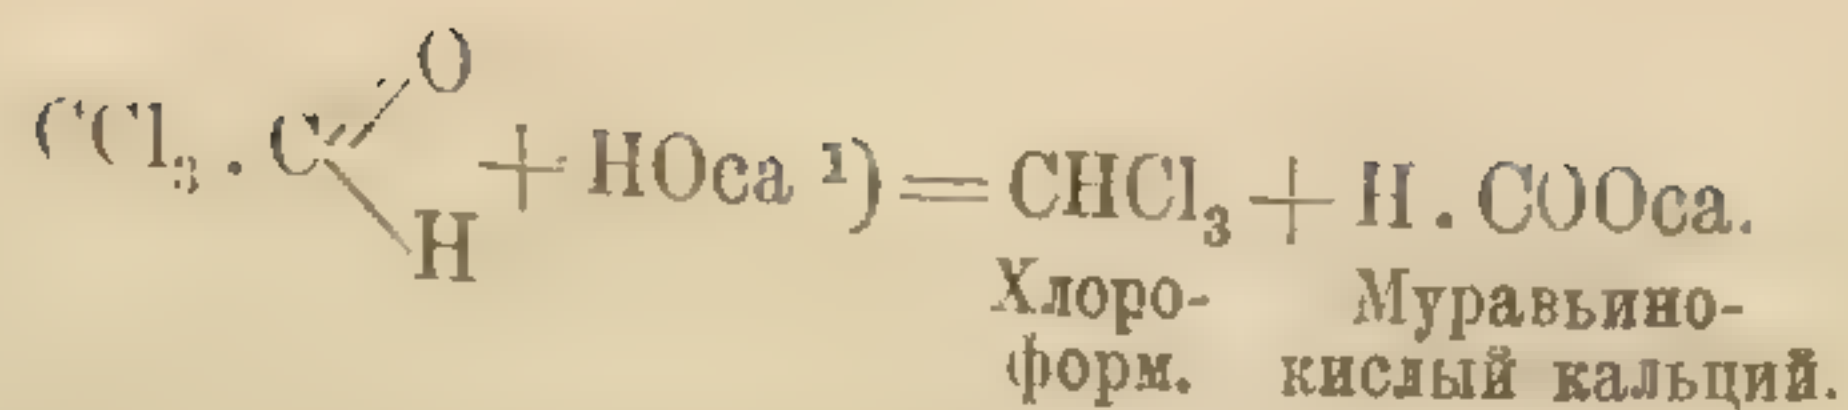 O
CCl₃ . C + HOca ¹) = CHCl₃ + H . COOca.
H
Хлоро- Муравьино-
форм. кислый кальций.